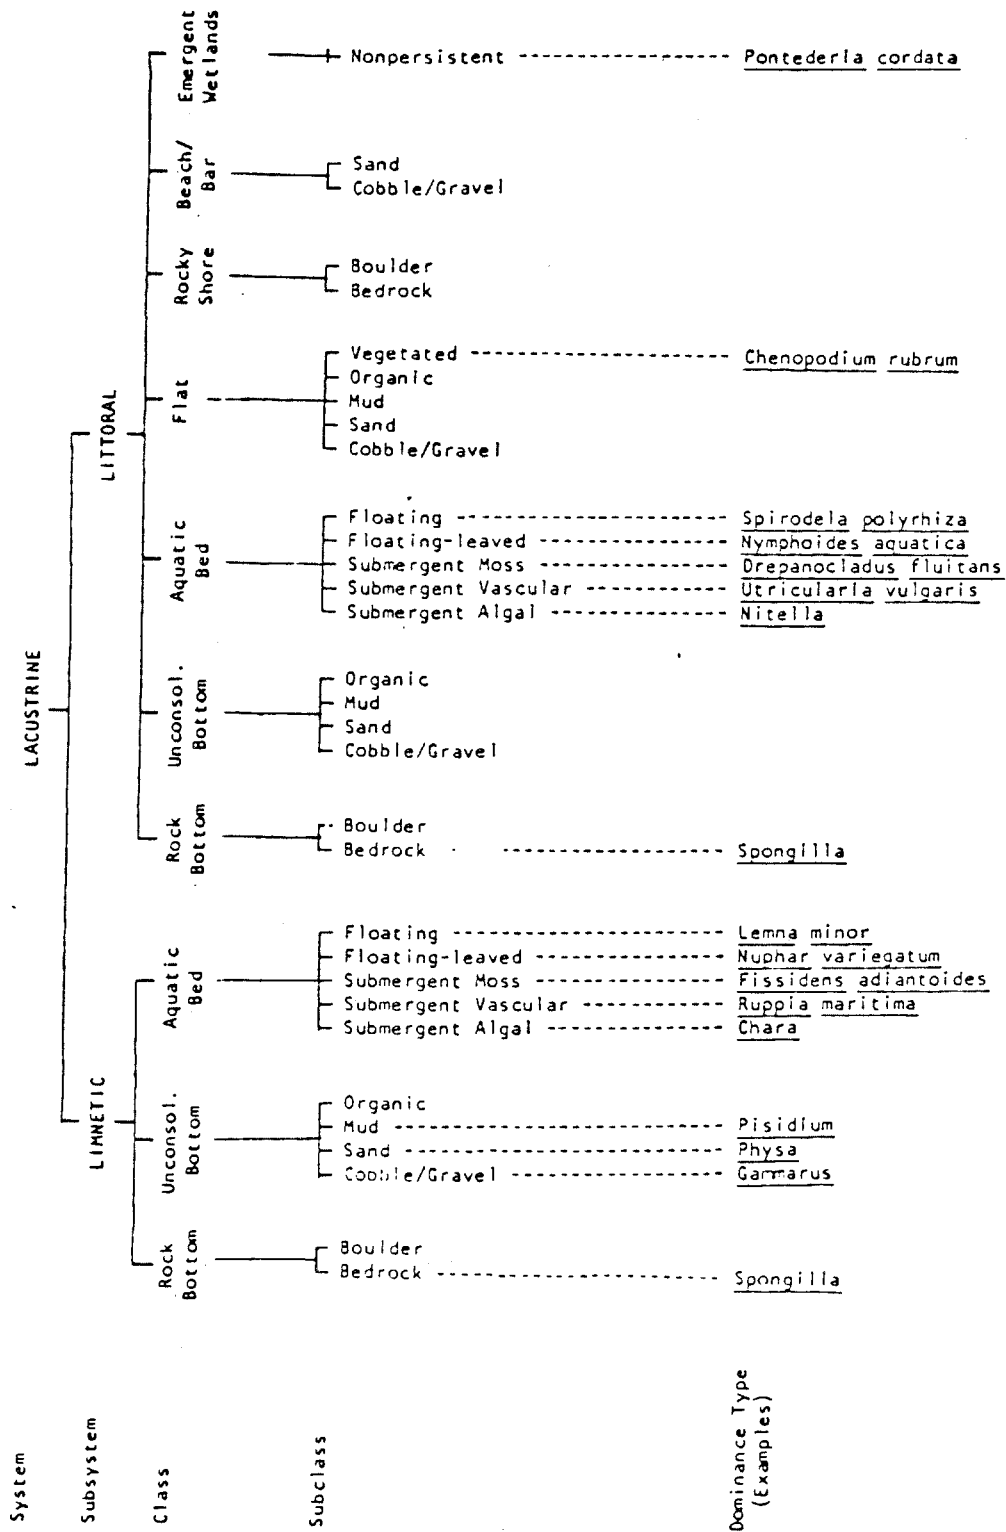 System
LACUSTRINE
Subsystem
LIMNETIC
LITTORAL
Class
Rock
Bottom
Unconsol.
Bottom
Aquatic
Bed
Rock
Bottom
Unconsol.
Bottom
Aquatic
Bed
Flat
Rocky
Shore
Beach/
Bar
Emergent
Wetlands
Subclass
Dominance Type
(Examples)
Nonpersistent Pontederia cordata
Sand
Cobble/Gravel
Boulder
Bedrock
Vegetated Chenopodium rubrum
Organic
Mud
Sand
Cobble/Gravel
Floating Spirodela polyrhiza
Floating-leaved Nymphoides aquatica
Submergent Moss Drepanocladus fluitans
Submergent Vascular Utricularia vulgaris
Submergent Algal Nitella
Organic
Mud
Sand
Cobble/Gravel
Boulder
Bedrock Spongilla
Floating Lemna minor
Floating-leaved Nuphar variegatum
Submergent Moss Fissidens adiantoides
Submergent Vascular Ruppia maritima
Submergent Algal Chara
Organic
Mud Pisidium
Sand Physa
Cobble/Gravel Gammarus
Boulder
Bedrock Spongilla